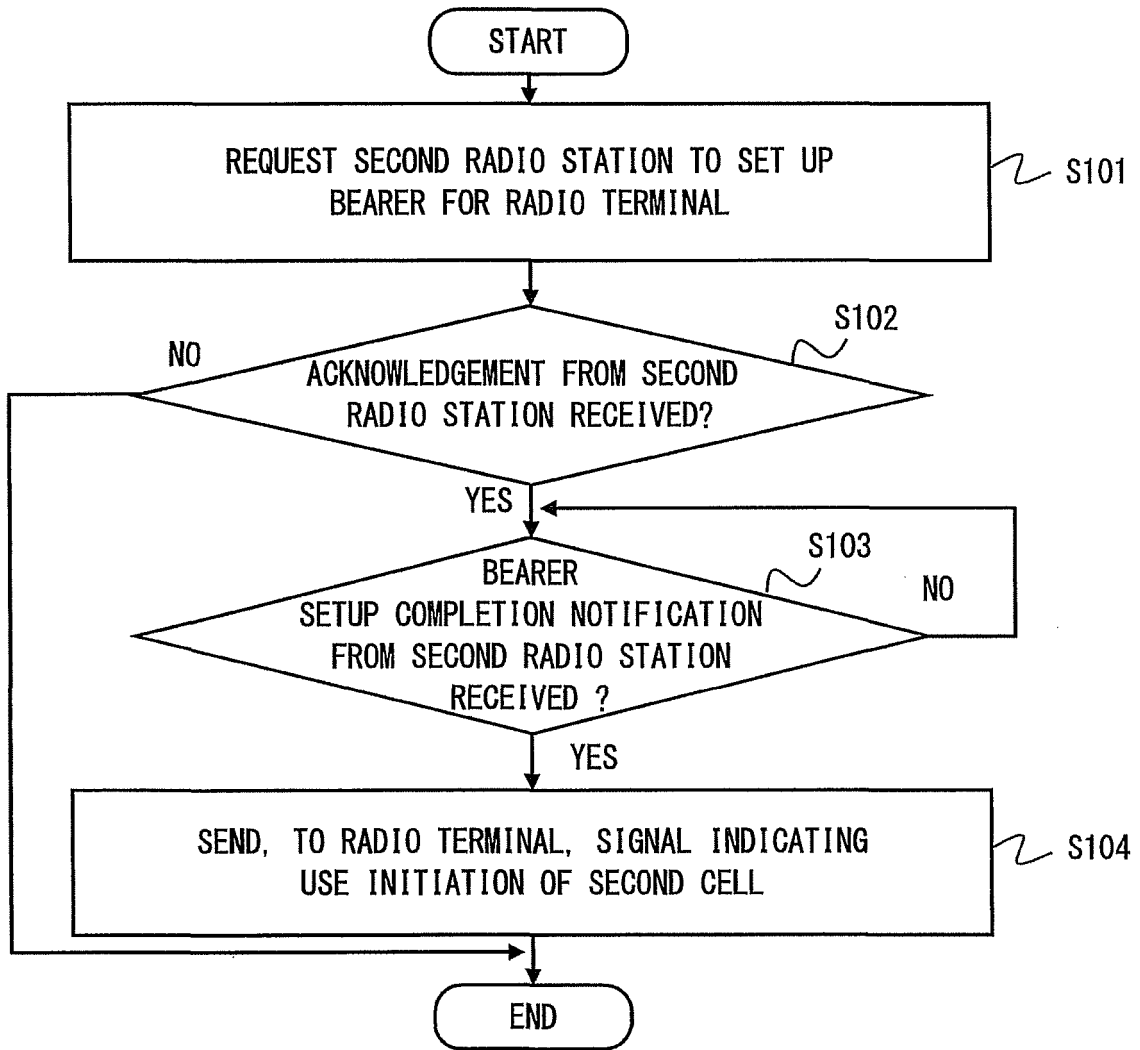 START
REQUEST SECOND RADIO STATION TO SET UP
BEARER FOR RADIO TERMINAL
S101
S102
NO
ACKNOWLEDGEMENT FROM SECOND
RADIO STATION RECEIVED?
YES
S103
BEARER
NO
SETUP COMPLETION NOTIFICATION
FROM SECOND RADIO STATION
RECEIVED ?
YES
SEND, TO RADIO TERMINAL, SIGNAL INDICATING
USE INITIATION OF SECOND CELL
S104
END